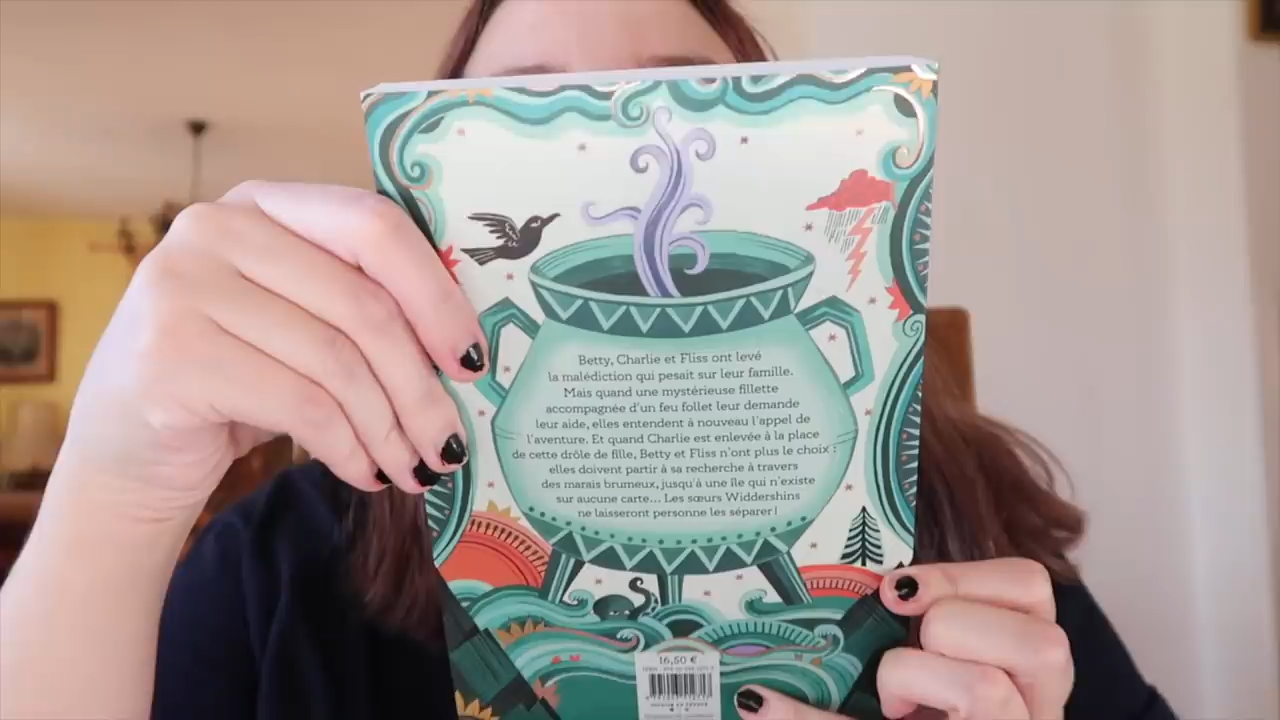 Betty, Charlie et Fliss ont levé
la malédiction qui pesait sur leur famille.
Mais quand une mystérieuse fillette
accompagnée d'un feu follet leur demande
leur aide, elles entendent à nouveau l'appel de
l'aventure. Et quand Charlie est enlevée à la place
de cette drôle de fille, Betty et Fliss n'ont plus le choix :
elles doivent partir à sa recherche à travers
des marais brumeux, jusqu'à une île qui n'existe
sur aucune carte... Les sœurs Widdershins
ne laisseront personne les séparer !
16,50 €